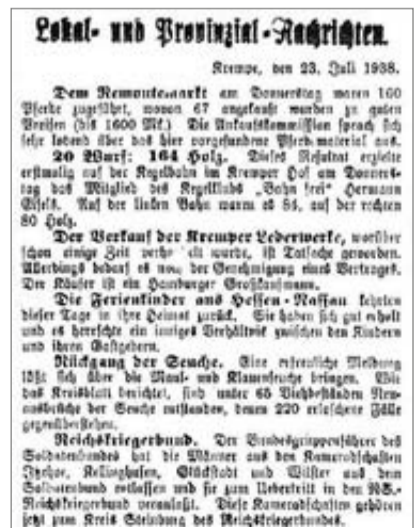 Lokal- und Provinzial-Nachrichten.
Krempe, den 23. Juli 1938.
Dem Remontemarkt am Donnerstag waren 160
Pferde zugeführt, wovon 67 angekauft wurden zu guten
Preisen (bis 1600 Mk.) Die Ankaufskommission sprach sich
sehr lobend über das hier vorgefundene Pferdematerial aus.
20 Wurf: 164 Holz. Dieses Resultat erzielte
erstmalig auf der Kegelbahn im Kremper Hof am Donners-
tag das Mitglied des Kegelklubs „Bahn frei“ Hermann
Eifels. Auf der linken Bahn waren es 84, auf der rechten
80 Holz.
Der Verkauf der Kremper Lederwerke, worüber
schon einige Zeit verhandelt wurde, ist Tatsache geworden.
Allerdings bedarf es noch der Genehmigung eines Vertrages.
Der Käufer ist ein Hamburger Großkaufmann.
Die Ferienkinder aus Hessen-Nassau kehrten
dieser Tage in ihre Heimat zurück. Sie haben sich gut erholt
und es herrschte ein inniges Verhältnis zwischen den Kindern
und ihren Gastgebern.
Rückgang der Seuche. Eine erfreuliche Meldung
läßt sich über die Maul- und Klauenseuche bringen. Wie
das Kreisblatt berichtet, sind unter 65 Viehbeständen Neu-
ausbrüche der Seuche entstanden, denen 220 erloschene Fälle
gegenüberstehen.
Reichskriegerbund. Der Bundesgruppenführer des
Soldatenbundes hat die Männer aus den Kameradschaften
Itzehoe, Kellinghusen, Glückstadt und Wilster aus dem
Soldatenbund entlassen und sie zum Uebertritt in den NS.-
Reichskriegerbund veranlaßt. Diese Kameradschaften gehören
jetzt zum Kreis Steinburg des Reichskriegerbundes.